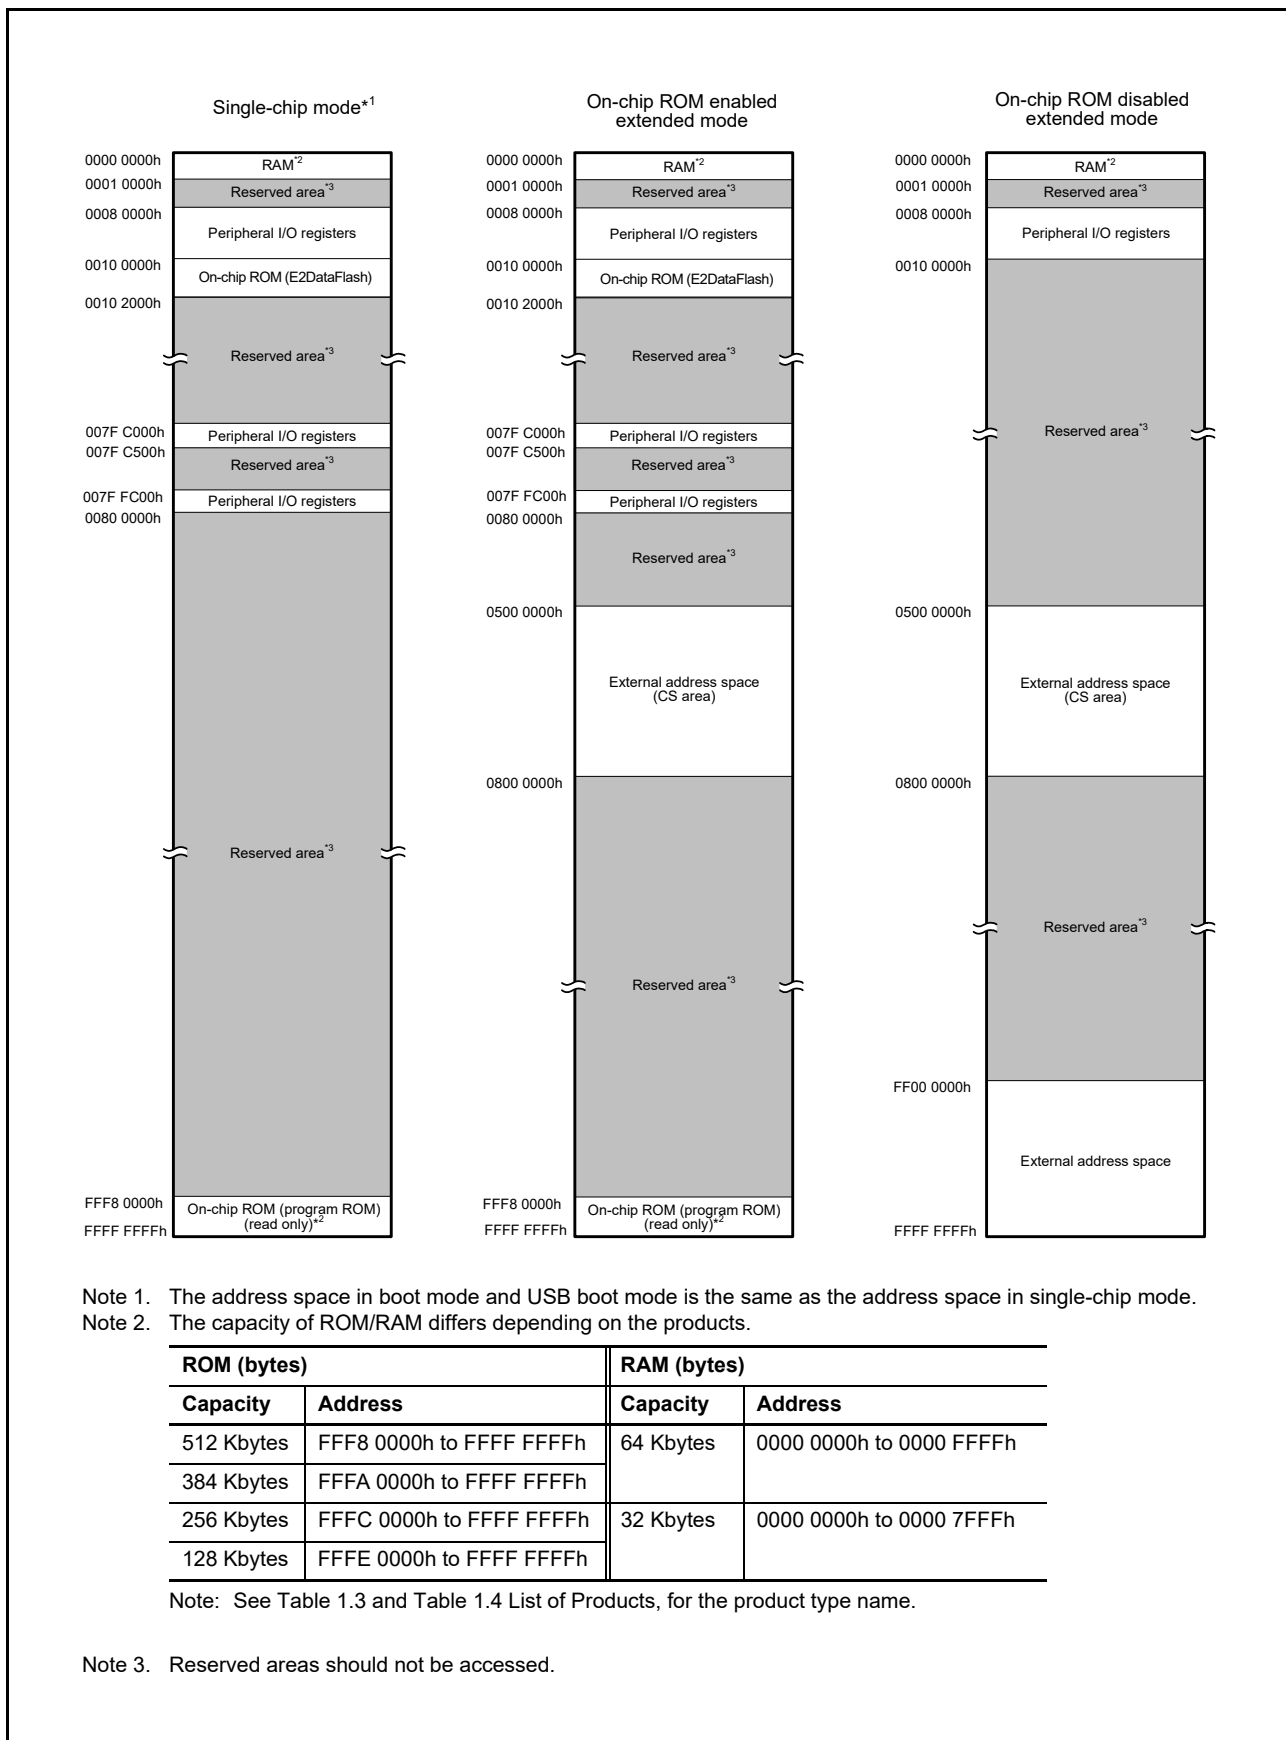 Single-chip mode*1
0000 0000h
RAM*2
0001 0000h
Reserved area*3
0008 0000h
Peripheral I/O registers
0010 0000h
On-chip ROM (E2DataFlash)
0010 2000h
Reserved area*3
007F C000h
Peripheral I/O registers
007F C500h
Reserved area*3
007F FC00h
Peripheral I/O registers
0080 0000h
Reserved area*3
FFF8 0000h
On-chip ROM (program ROM)
(read only)*2
FFFF FFFFh
On-chip ROM enabled
extended mode
0000 0000h
RAM*2
0001 0000h
Reserved area*3
0008 0000h
Peripheral I/O registers
0010 0000h
On-chip ROM (E2DataFlash)
0010 2000h
Reserved area*3
007F C000h
Peripheral I/O registers
007F C500h
Reserved area*3
007F FC00h
Peripheral I/O registers
0080 0000h
Reserved area*3
0500 0000h
External address space
(CS area)
0800 0000h
Reserved area*3
FFF8 0000h
On-chip ROM (program ROM)
(read only)*2
FFFF FFFFh
On-chip ROM disabled
extended mode
0000 0000h
RAM*2
0001 0000h
Reserved area*3
0008 0000h
Peripheral I/O registers
0010 0000h
Reserved area*3
0500 0000h
External address space
(CS area)
0800 0000h
Reserved area*3
FF00 0000h
External address space
FFFF FFFFh
Note 1. The address space in boot mode and USB boot mode is the same as the address space in single-chip mode.
Note 2. The capacity of ROM/RAM differs depending on the products.
ROM (bytes) RAM (bytes)
Capacity Address Capacity Address
512 Kbytes FFF8 0000h to FFFF FFFFh 64 Kbytes 0000 0000h to 0000 FFFFh
384 Kbytes FFFA 0000h to FFFF FFFFh
256 Kbytes FFFC 0000h to FFFF FFFFh 32 Kbytes 0000 0000h to 0000 7FFFh
128 Kbytes FFFE 0000h to FFFF FFFFh
Note: See Table 1.3 and Table 1.4 List of Products, for the product type name.
Note 3. Reserved areas should not be accessed.